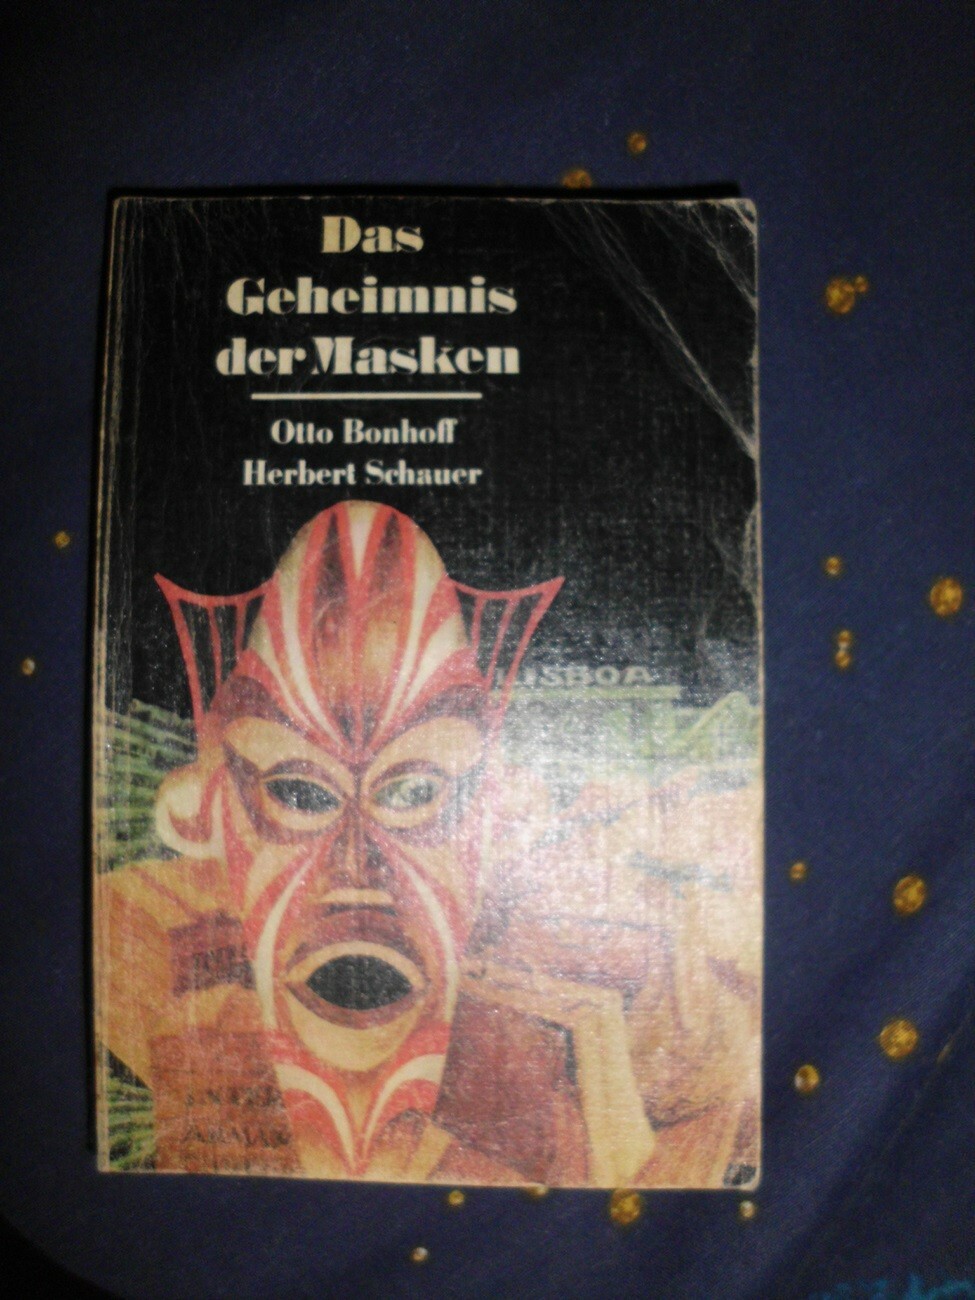 Das
Geheimnis
der Masken
Otto Bonhoff
Herbert Schauer
LISBOA